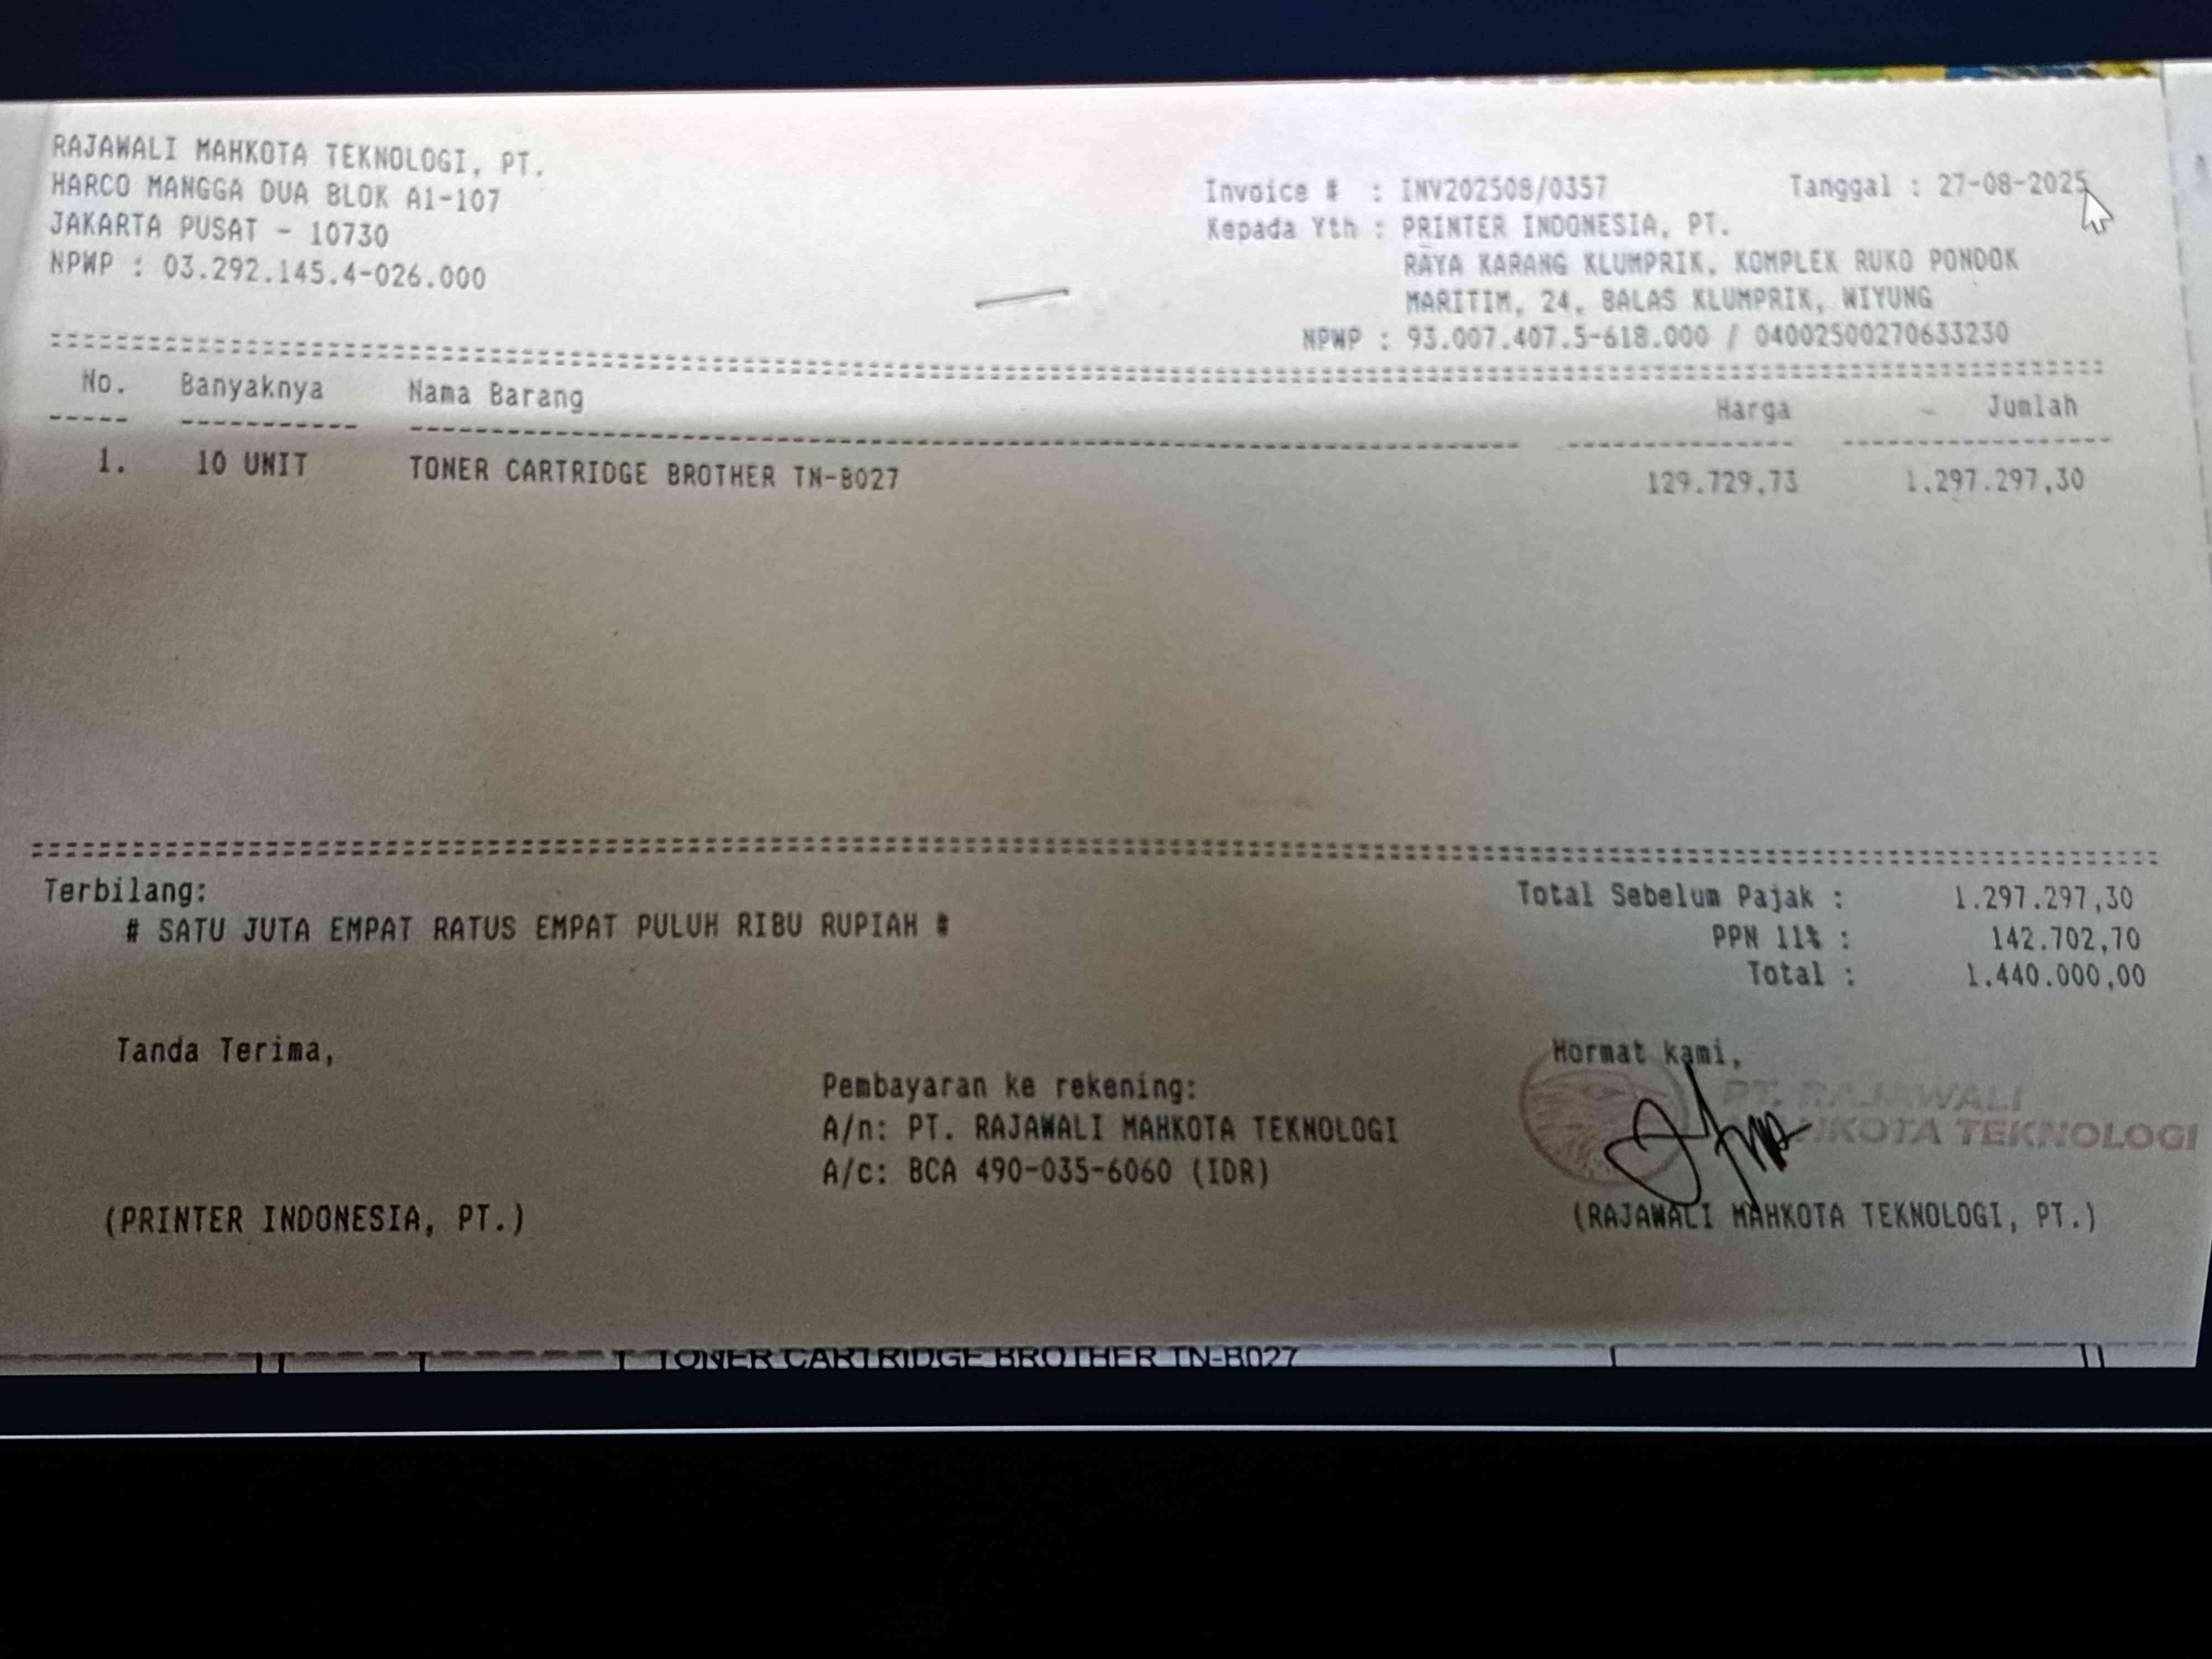 RAJAWALI MAHKOTA TEKNOLOGI, PT.
HARCO MANGGA DUA BLOK A1-107
JAKARTA PUSAT - 10730
NPWP : 03.292.145.4-026.000
Invoice # : INV202508/0357 Tanggal : 27-08-2025
Kepada Yth : PRINTER INDONESIA, PT.
RAYA KARANG KLUMPRIK, KOMPLEK RUKO PONDOK
MARITIM, 24, BALAS KLUMPRIK, WIYUNG
NPWP : 93.007.407.5-618.000 / 04002500270633230
No. Banyaknya Nama Barang Harga Jumlah
1. 10 UNIT TONER CARTRIDGE BROTHER TN-B027 129.729,73 1.297.297,30
Terbilang:
# SATU JUTA EMPAT RATUS EMPAT PULUH RIBU RUPIAH #
Total Sebelum Pajak : 1.297.297,30
PPN 11% : 142.702,70
Total : 1.440.000,00
Tanda Terima,
(PRINTER INDONESIA, PT.)
Pembayaran ke rekening:
A/n: PT. RAJAWALI MAHKOTA TEKNOLOGI
A/c: BCA 490-035-6060 (IDR)
Hormat kami,
PT. RAJAWALI
MAHKOTA TEKNOLOGI
(RAJAWALI MAHKOTA TEKNOLOGI, PT.)
TONER CARTRIDGE BROTHER TN-B027